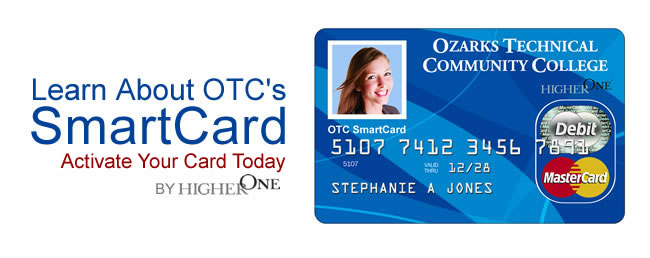 Learn About OTC's
SmartCard
Activate Your Card Today
BY HIGHER ONE
OZARKS TECHNICAL
COMMUNITY COLLEGE
HIGHER ONE
OTC SmartCard
5107 7412 3456 7891
5107
VALID
THRU
12/28
STEPHANIE A JONES
Debit
MasterCard